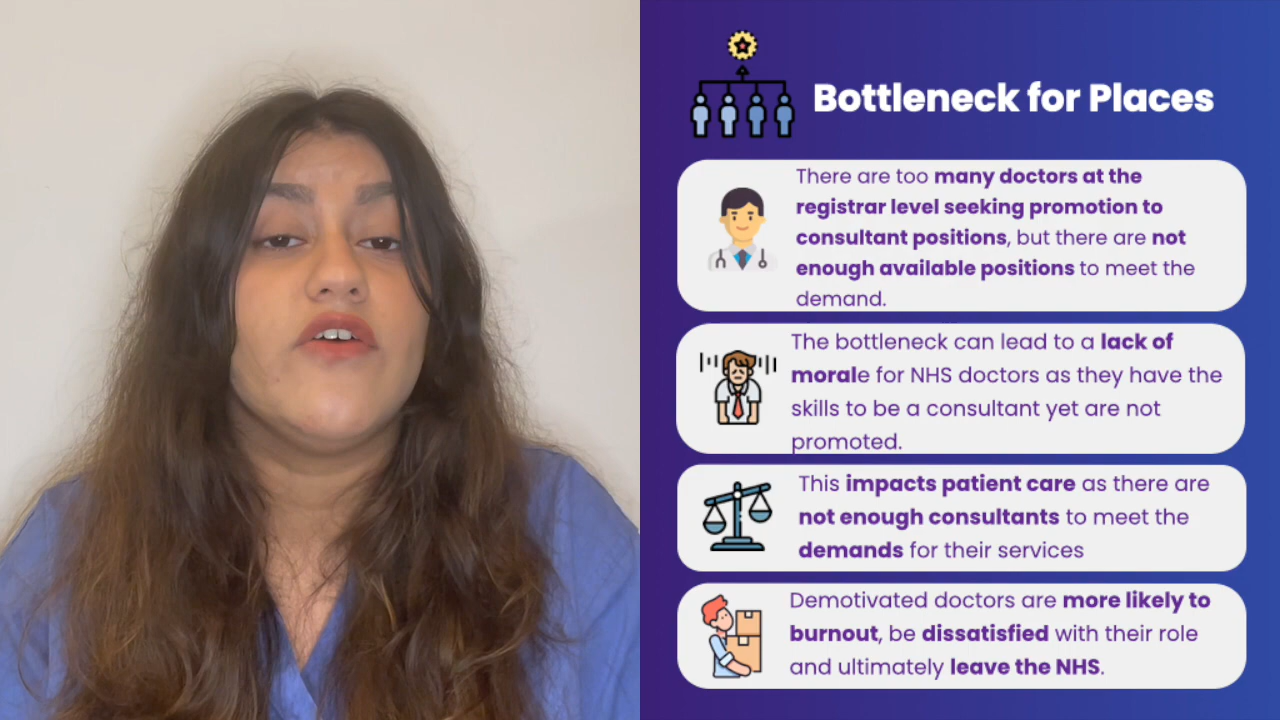 Bottleneck for Places
There are too many doctors at the
registrar level seeking promotion to
consultant positions, but there are not
enough available positions to meet the
demand.
The bottleneck can lead to a lack of
morale for NHS doctors as they have the
skills to be a consultant yet are not
promoted.
This impacts patient care as there are
not enough consultants to meet the
demands for their services
Demotivated doctors are more likely to
burnout, be dissatisfied with their role
and ultimately leave the NHS.